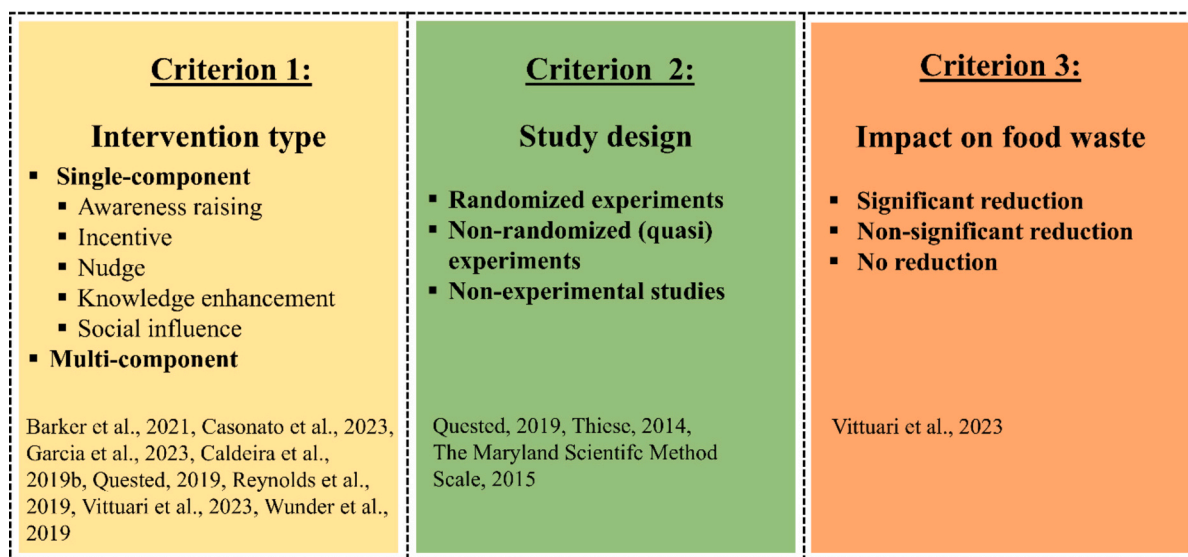 Criterion 1:
Intervention type
▪ Single-component
▪ Awareness raising
▪ Incentive
▪ Nudge
▪ Knowledge enhancement
▪ Social influence
▪ Multi-component
Barker et al., 2021, Casonato et al., 2023,
Garcia et al., 2023, Caldeira et al.,
2019b, Quested, 2019, Reynolds et al.,
2019, Vittuari et al., 2023, Wunder et al.,
2019
Criterion 2:
Study design
▪ Randomized experiments
▪ Non-randomized (quasi)
experiments
▪ Non-experimental studies
Quested, 2019, Thiese, 2014,
The Maryland Scientifc Method
Scale, 2015
Criterion 3:
Impact on food waste
▪ Significant reduction
▪ Non-significant reduction
▪ No reduction
Vittuari et al., 2023